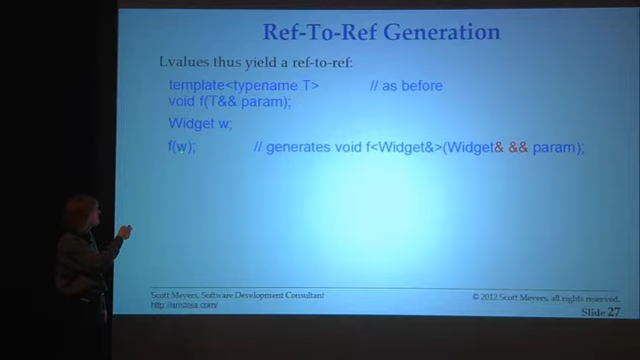 Ref-To-Ref Generation
Lvalues thus yield a ref-to-ref:
template<typename T> // as before
void f(T&& param);
Widget w;
f(w); // generates void f<Widget&>(Widget& && param);
Scott Meyers, Software Development Consultant © 2012 Scott Meyers, all rights reserved.
http://aristeia.com/ Slide 27